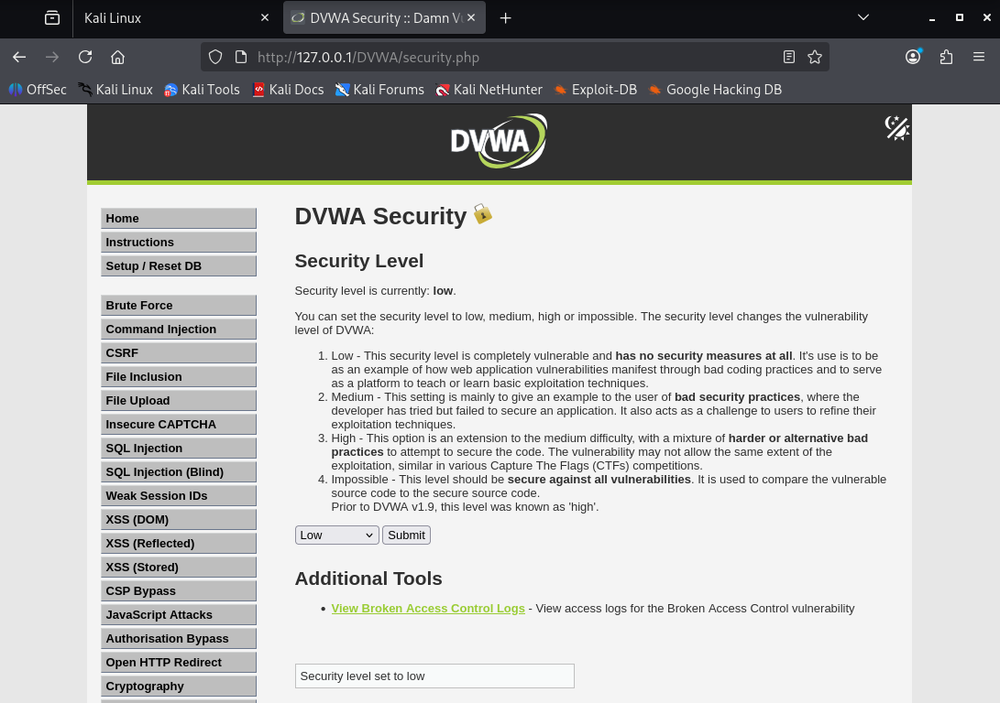 Kali Linux
DVWA Security :: Damn V
http://127.0.0.1/DVWA/security.php
OffSec Kali Linux Kali Tools Kali Docs Kali Forums Kali NetHunter Exploit-DB Google Hacking DB
DVWA
Home
Instructions
Setup / Reset DB
Brute Force
Command Injection
CSRF
File Inclusion
File Upload
Insecure CAPTCHA
SQL Injection
SQL Injection (Blind)
Weak Session IDs
XSS (DOM)
XSS (Reflected)
XSS (Stored)
CSP Bypass
JavaScript Attacks
Authorisation Bypass
Open HTTP Redirect
Cryptography
DVWA Security
Security Level
Security level is currently: low.
You can set the security level to low, medium, high or impossible. The security level changes the vulnerability
level of DVWA:
1. Low - This security level is completely vulnerable and has no security measures at all. It's use is to be
as an example of how web application vulnerabilities manifest through bad coding practices and to serve
as a platform to teach or learn basic exploitation techniques.
2. Medium - This setting is mainly to give an example to the user of bad security practices, where the
developer has tried but failed to secure an application. It also acts as a challenge to users to refine their
exploitation techniques.
3. High - This option is an extension to the medium difficulty, with a mixture of harder or alternative bad
practices to attempt to secure the code. The vulnerability may not allow the same extent of the
exploitation, similar in various Capture The Flags (CTFs) competitions.
4. Impossible - This level should be secure against all vulnerabilities. It is used to compare the vulnerable
source code to the secure source code.
Prior to DVWA v1.9, this level was known as 'high'.
Low Submit
Additional Tools
• View Broken Access Control Logs - View access logs for the Broken Access Control vulnerability
Security level set to low